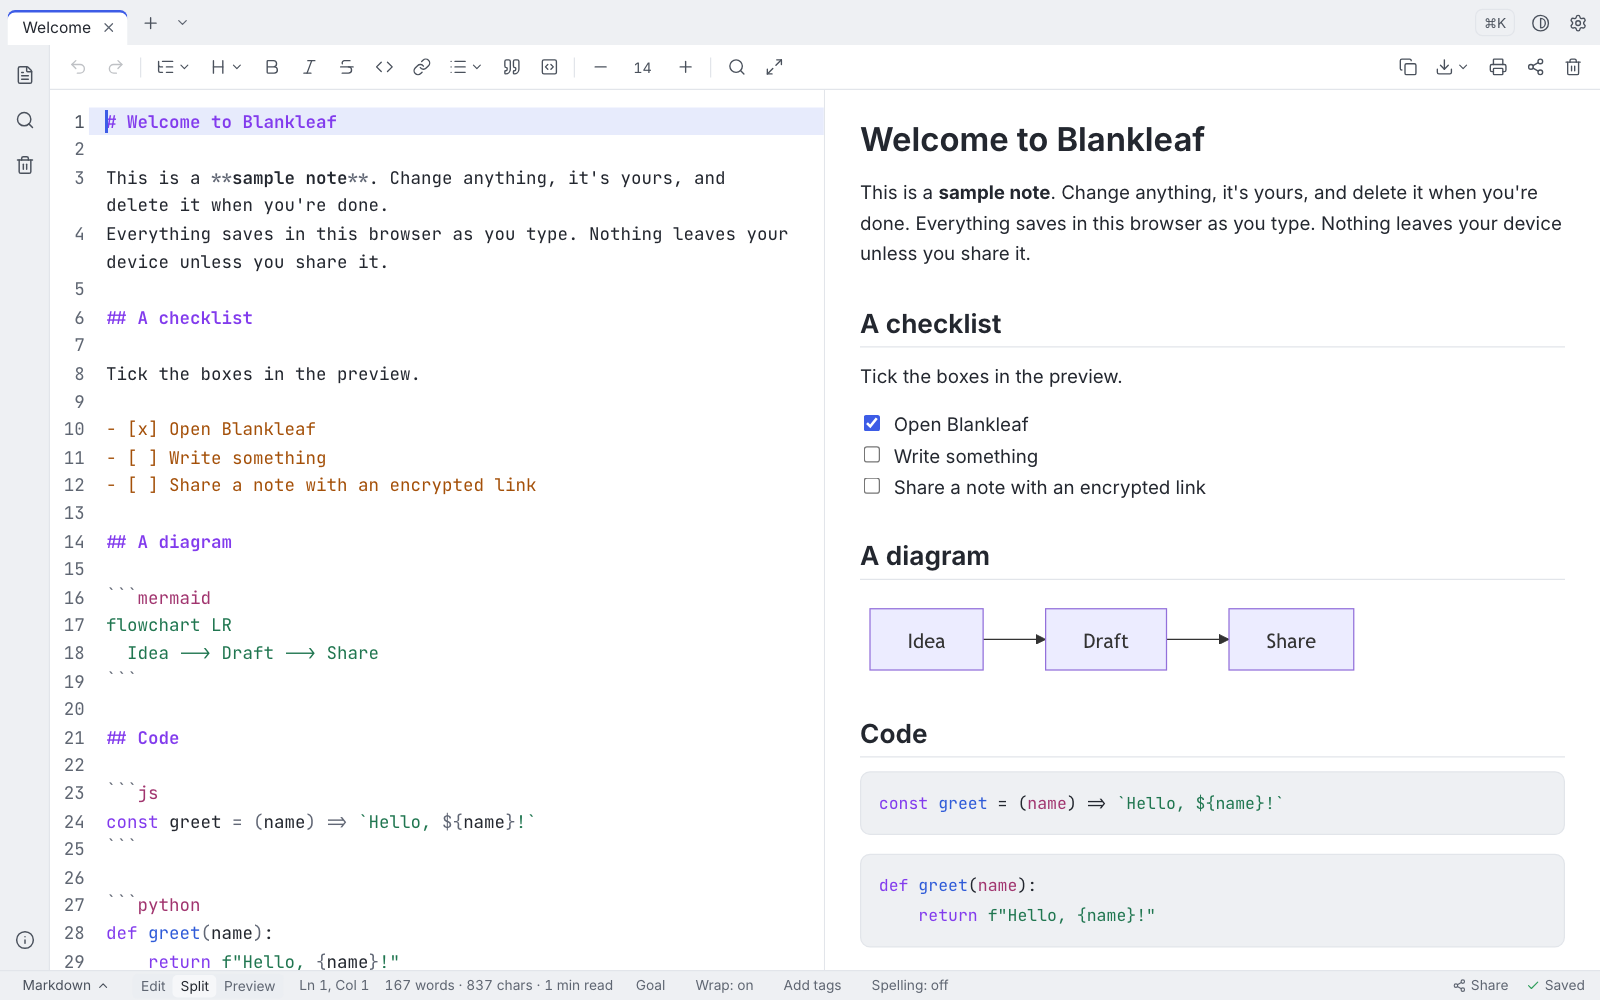 Welcome
⌘K
14
1 # Welcome to Blankleaf
2
3 This is a **sample note**. Change anything, it's yours, and
delete it when you're done.
4 Everything saves in this browser as you type. Nothing leaves your
device unless you share it.
5
6 ## A checklist
7
8 Tick the boxes in the preview.
9
10 - [x] Open Blankleaf
11 - [ ] Write something
12 - [ ] Share a note with an encrypted link
13
14 ## A diagram
15
16 ```mermaid
17 flowchart LR
18   Idea --> Draft --> Share
19 ```
20
21 ## Code
22
23 ```js
24 const greet = (name) => `Hello, ${name}!`
25 ```
26
27 ```python
28 def greet(name):
29     return f"Hello, {name}!"
Welcome to Blankleaf
This is a sample note. Change anything, it's yours, and delete it when you're
done. Everything saves in this browser as you type. Nothing leaves your device
unless you share it.
A checklist
Tick the boxes in the preview.
Open Blankleaf
Write something
Share a note with an encrypted link
A diagram
Idea Draft Share
Code
const greet = (name) => `Hello, ${name}!`
def greet(name):
    return f"Hello, {name}!"
Markdown Edit Split Preview Ln 1, Col 1 167 words · 837 chars · 1 min read Goal Wrap: on Add tags Spelling: off Share Saved